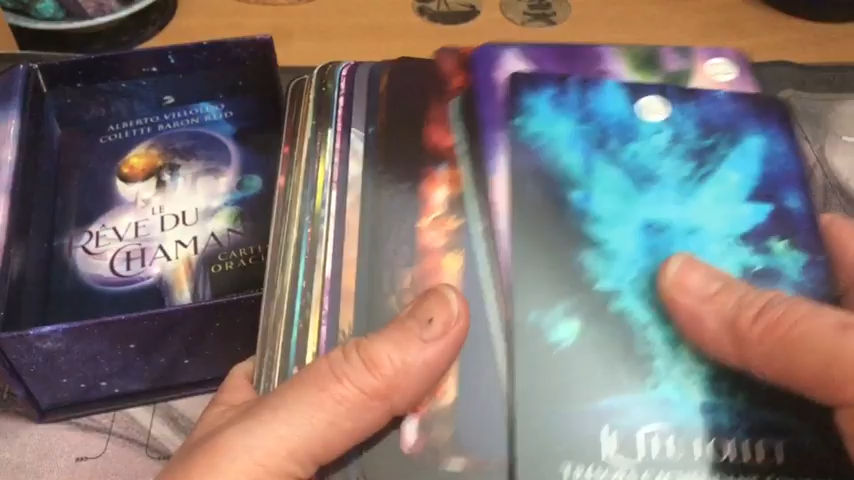 ALBERTO VILLOLDO
COLETTE BARON REID
LE
RÊVE DU
CHAMAN
CARTES
ORACLE